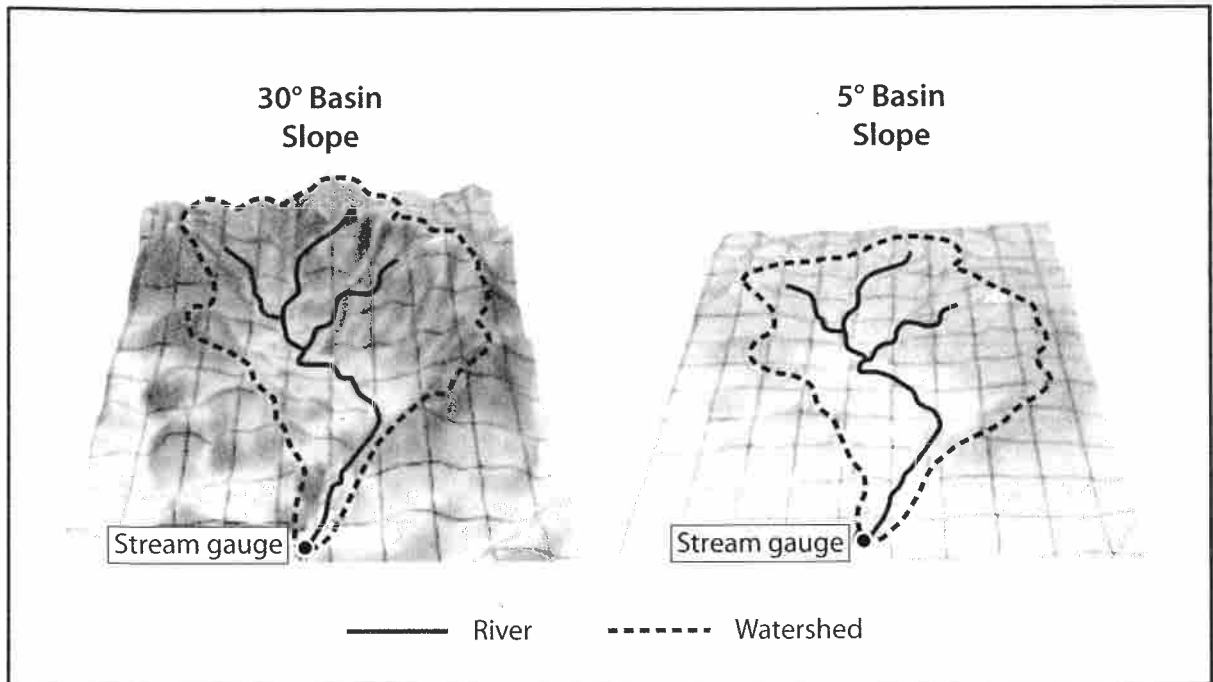 30° Basin
Slope
5° Basin
Slope
Stream gauge
Stream gauge
River
Watershed